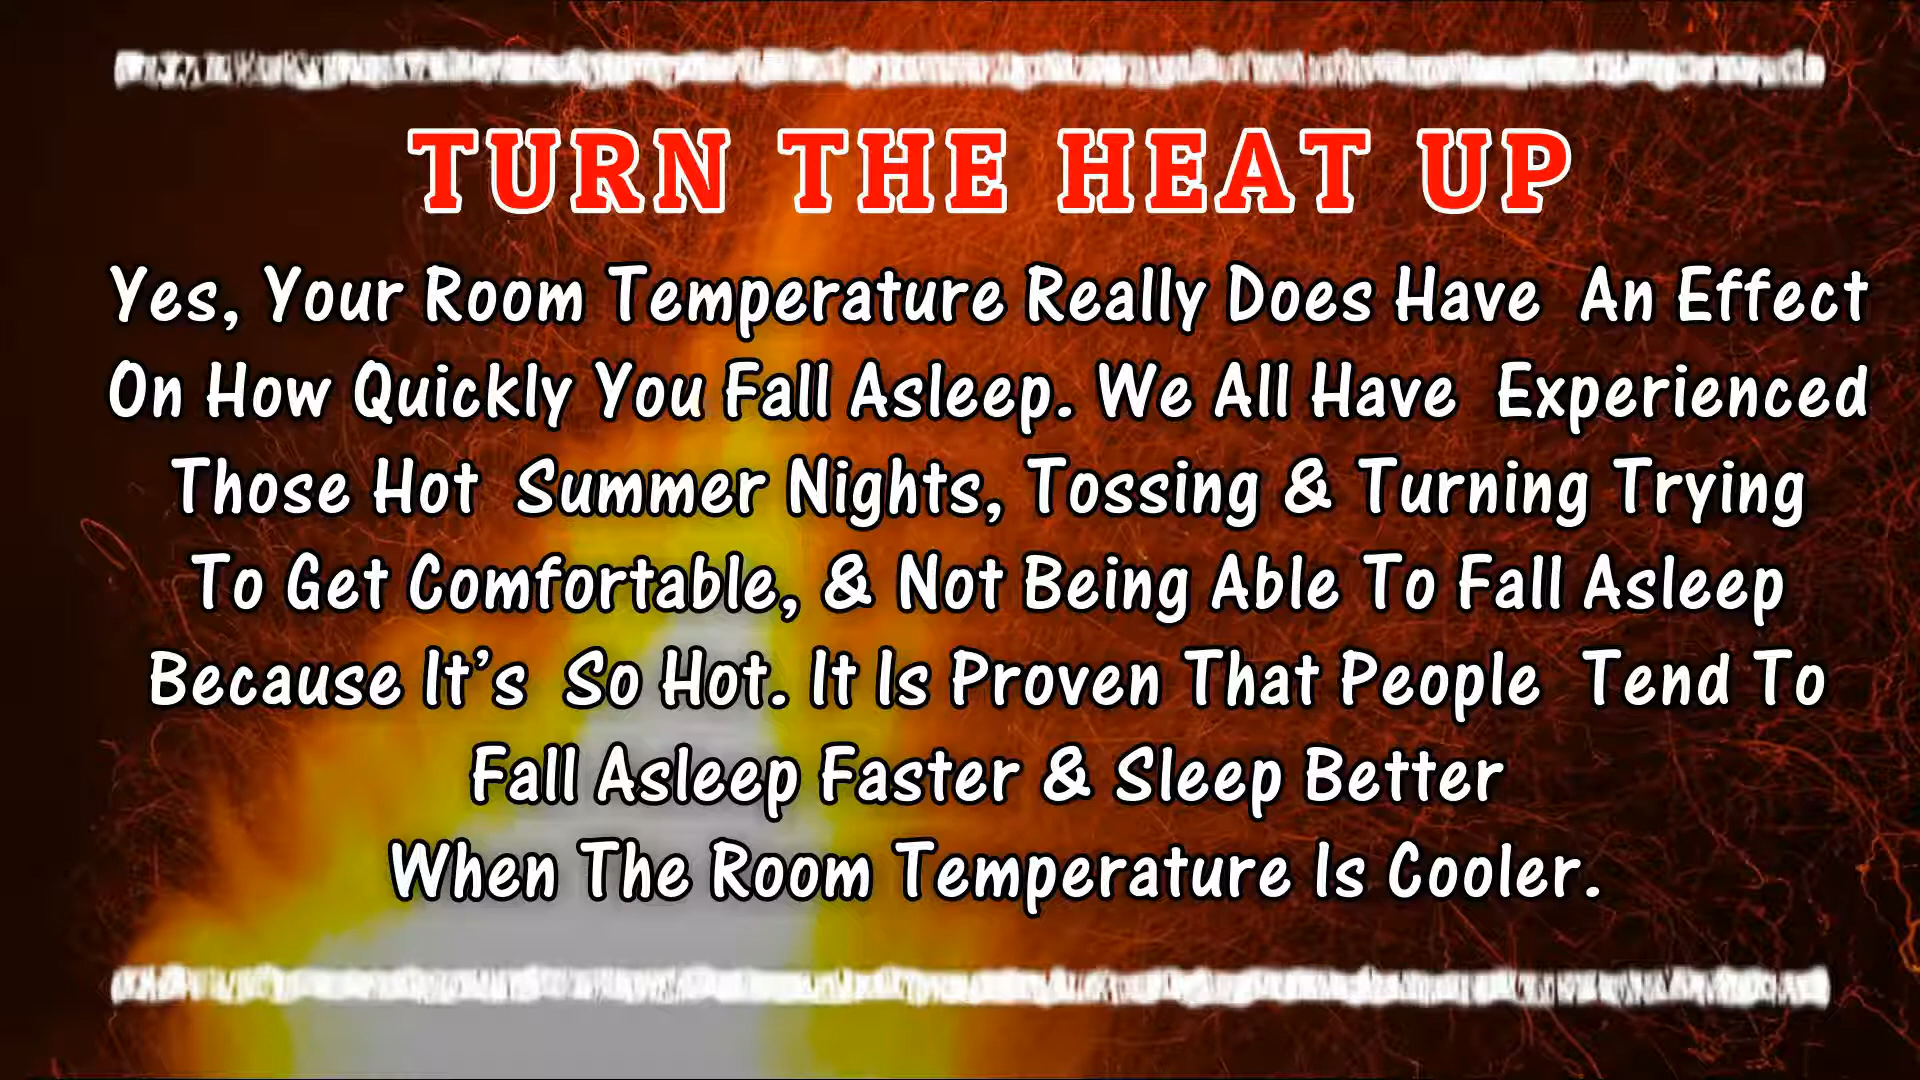 TURN THE HEAT UP
Yes, Your Room Temperature Really Does Have An Effect
On How Quickly You Fall Asleep. We All Have Experienced
Those Hot Summer Nights, Tossing & Turning Trying
To Get Comfortable, & Not Being Able To Fall Asleep
Because It’s So Hot. It Is Proven That People Tend To
Fall Asleep Faster & Sleep Better
When The Room Temperature Is Cooler.